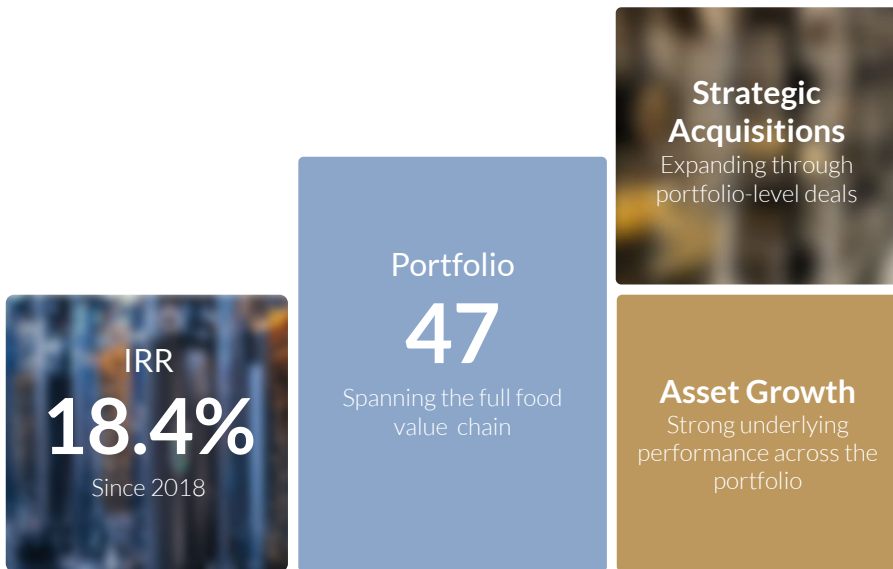 IRR
18.4%
Since 2018
Portfolio
47
Spanning the full food
value chain
Strategic
Acquisitions
Expanding through
portfolio-level deals
Asset Growth
Strong underlying
performance across the
portfolio